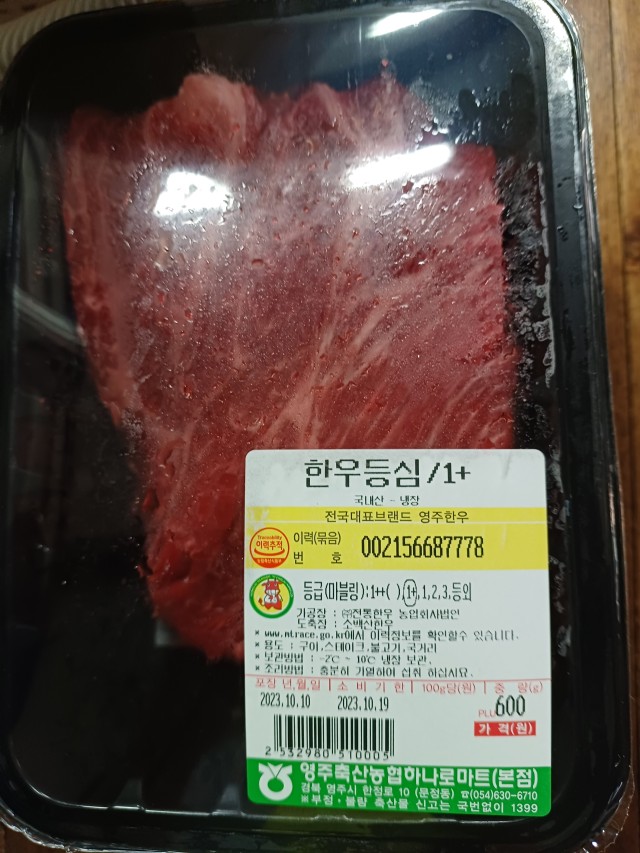 한우등심/1+
국내산 - 냉장
전국대표브랜드 영주한우
Traceability
이력추적
이력(묶음)
번 호 002156687778
등급(마블링):1++( ),1+,1,2,3,등외
가공장 : ㈜전통한우 농업회사법인
도축장 : 소백산한우
* www.mtrace.go.kr에서 이력정보를 확인할수 있습니다.
* 용도 : 구이,스테이크,불고기,국거리
* 보관방법 : -2℃ ~ 10℃ 냉장 보관.
* 조리방법 : 충분히 가열하여 섭취 하십시요.
포장 년,월,일 소 비 기 한 100g당(원) 중 량(g)
2023.10.10 2023.10.19 PLU 600
가 격(원)
2 532980 510005
영주축산농협하나로마트(본점)
경북 영주시 한정로 10 (문정동) ☎(054)630-6710
※부정·불량 축산물 신고는 국번없이 1399